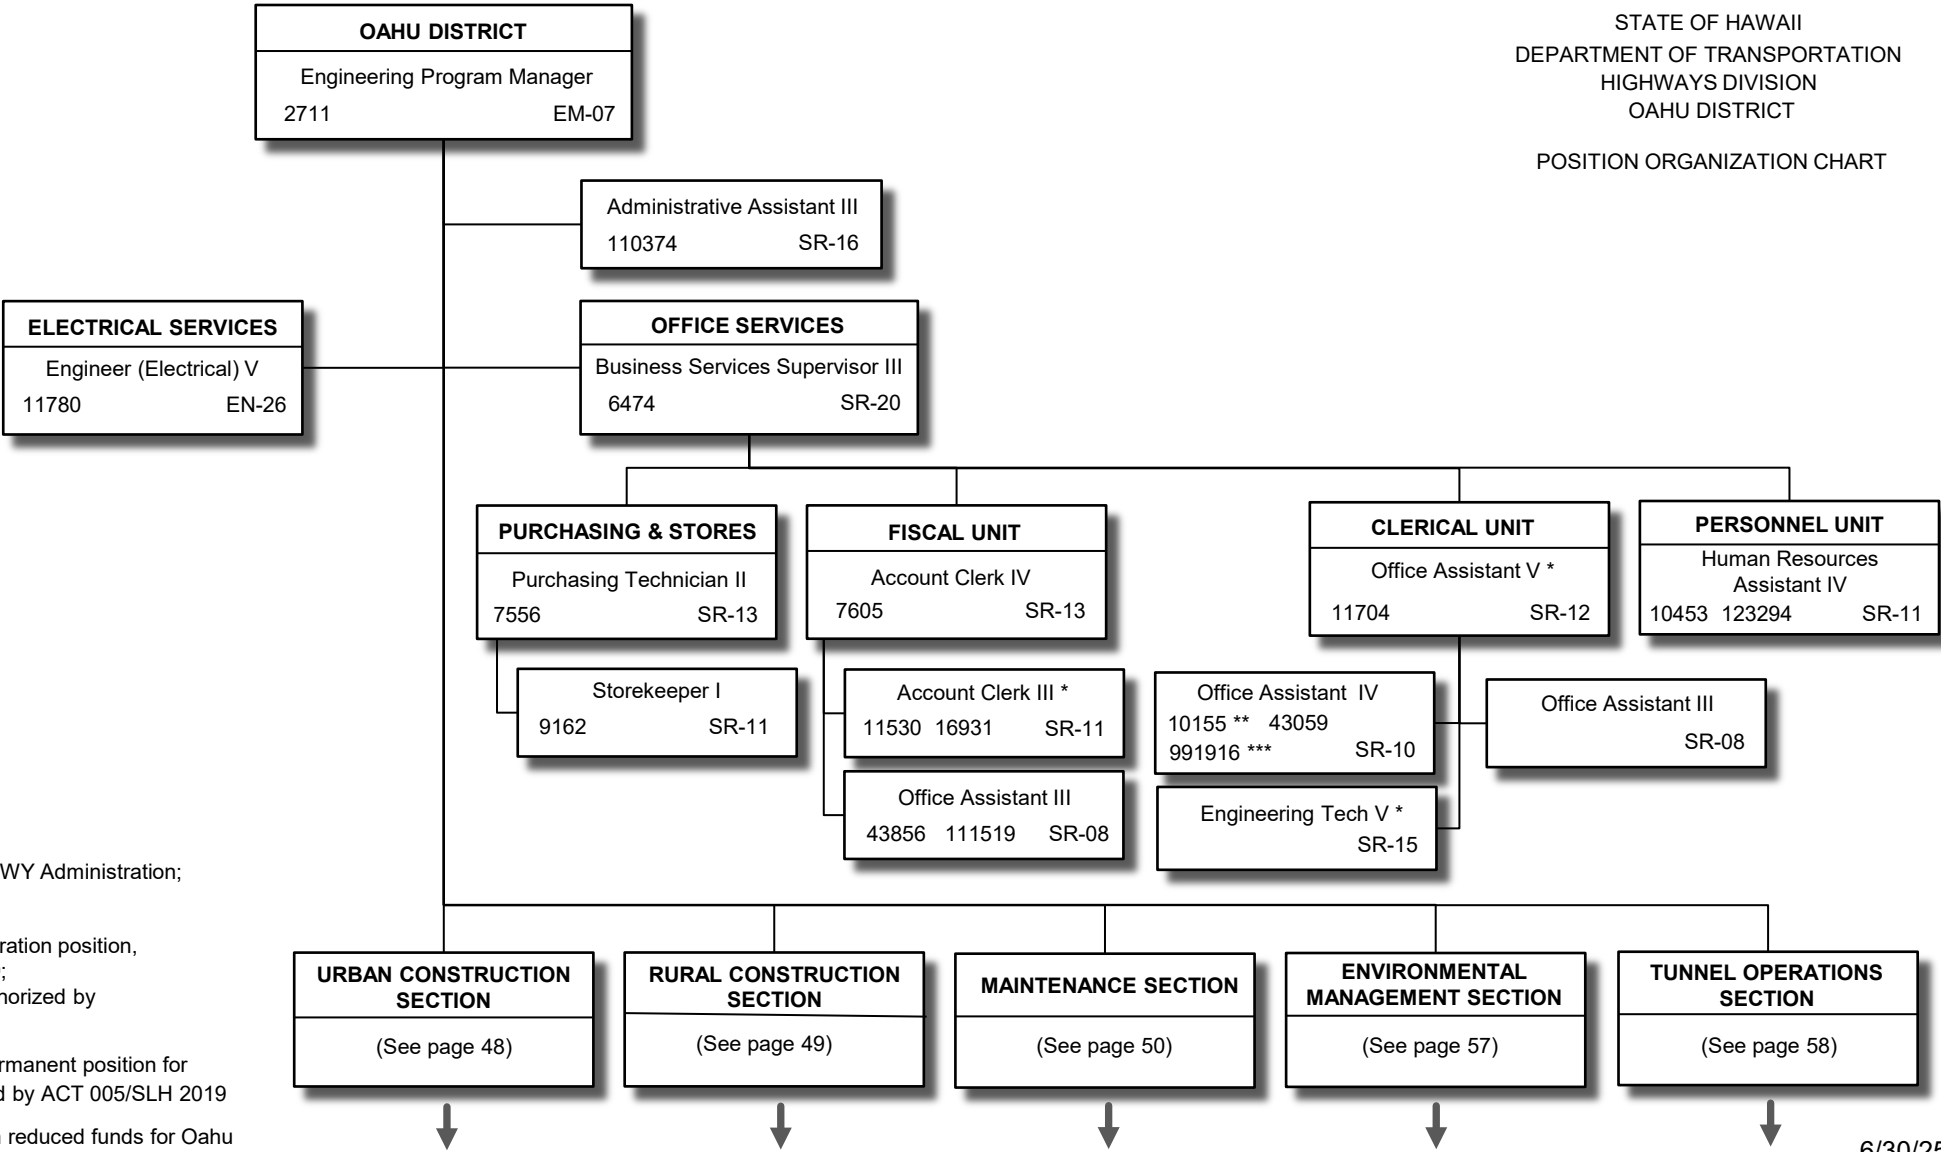 STATE OF HAWAII
DEPARTMENT OF TRANSPORTATION
HIGHWAYS DIVISION
OAHU DISTRICT
POSITION ORGANIZATION CHART
OAHU DISTRICT
Engineering Program Manager
2711 EM-07
Administrative Assistant III
110374 SR-16
ELECTRICAL SERVICES
Engineer (Electrical) V
11780 EN-26
OFFICE SERVICES
Business Services Supervisor III
6474 SR-20
PURCHASING & STORES
Purchasing Technician II
7556 SR-13
Storekeeper I
9162 SR-11
FISCAL UNIT
Account Clerk IV
7605 SR-13
Account Clerk III *
11530 16931 SR-11
Office Assistant III
43856 111519 SR-08
CLERICAL UNIT
Office Assistant V *
11704 SR-12
Office Assistant IV
10155 ** 43059
991916 *** SR-10
Engineering Tech V *
SR-15
Office Assistant III
SR-08
PERSONNEL UNIT
Human Resources
Assistant IV
10453 123294 SR-11
WY Administration;
ration position,
;
norized by
rmanent position for
d by ACT 005/SLH 2019
n reduced funds for Oahu
URBAN CONSTRUCTION
SECTION
(See page 48)
RURAL CONSTRUCTION
SECTION
(See page 49)
MAINTENANCE SECTION
(See page 50)
ENVIRONMENTAL
MANAGEMENT SECTION
(See page 57)
TUNNEL OPERATIONS
SECTION
(See page 58)
6/30/25